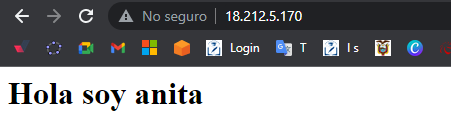 No seguro 18.212.5.170
Login T l s
Hola soy anita